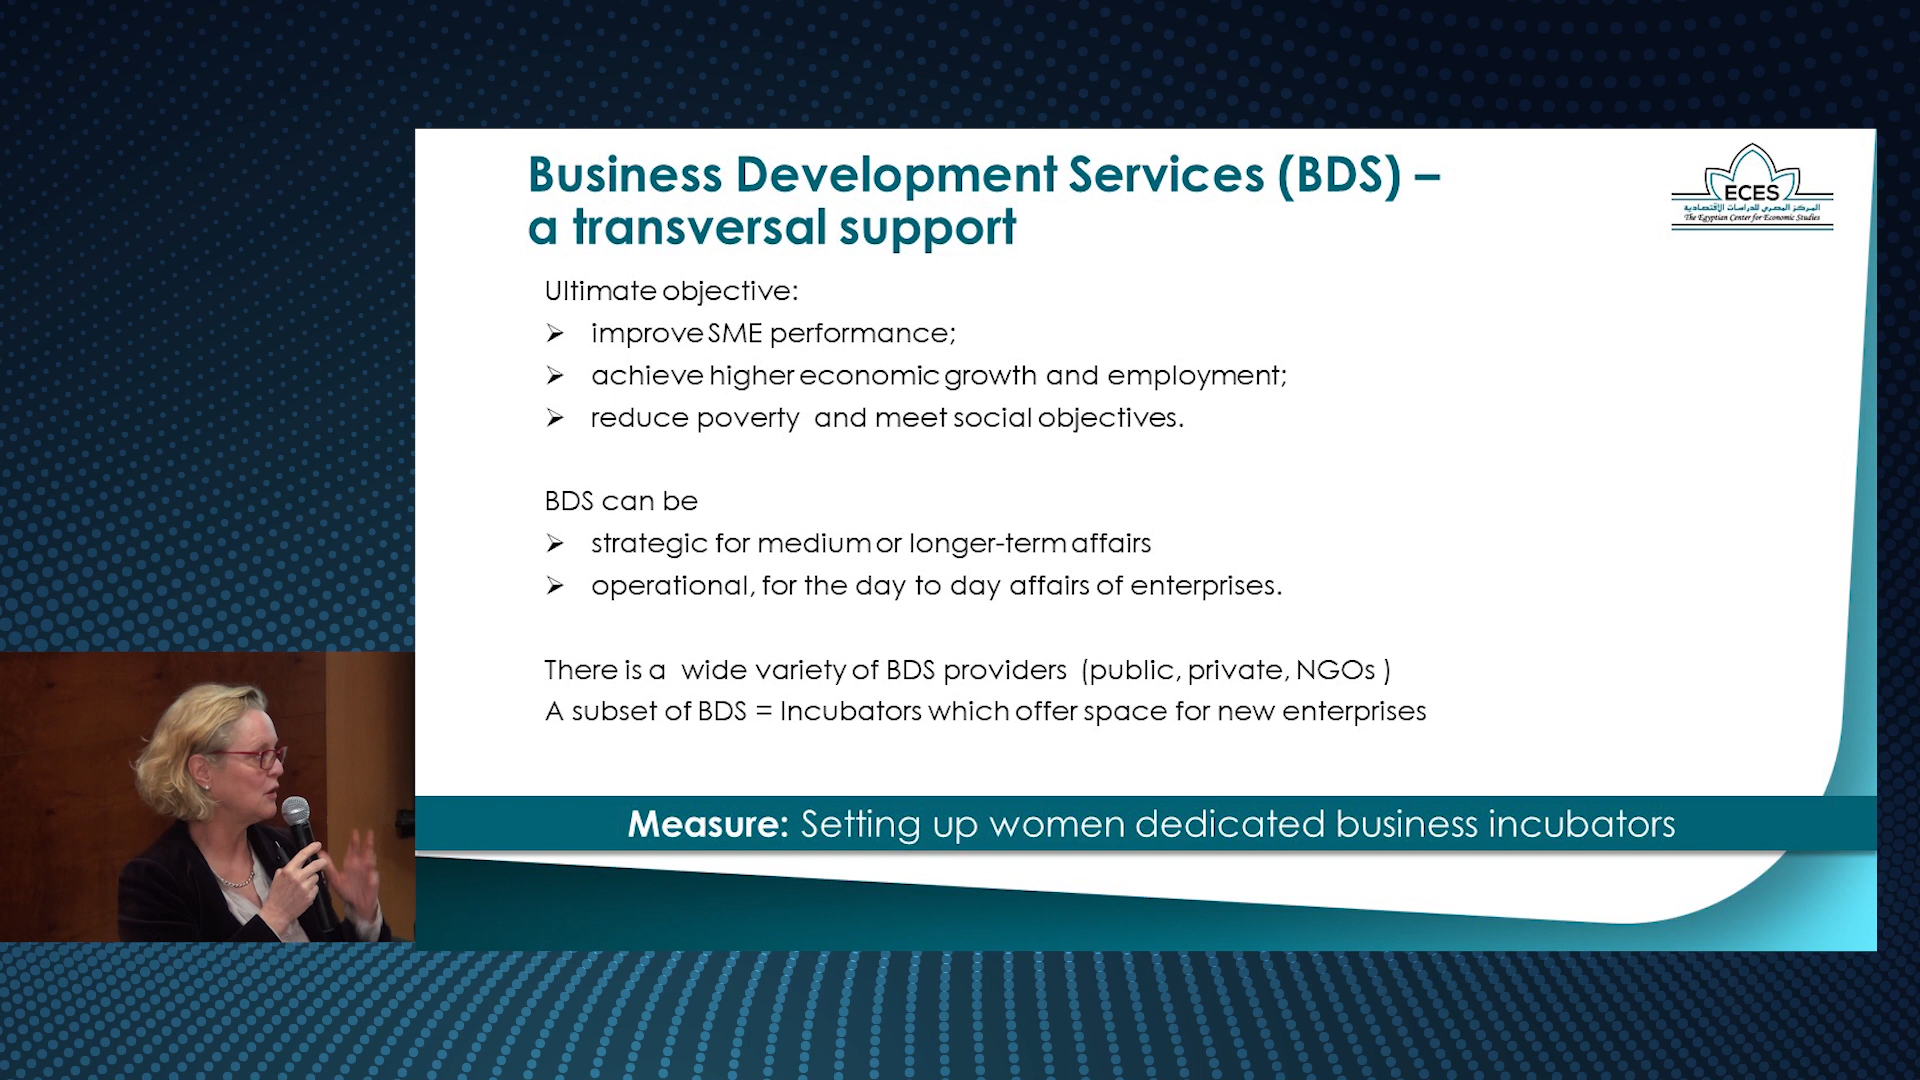 Business Development Services (BDS) –
a transversal support
ECES
المركز المصرى للدراسات الاقتصادية
The Egyptian Center for Economic Studies
Ultimate objective:
➢ improve SME performance;
➢ achieve higher economic growth and employment;
➢ reduce poverty and meet social objectives.
BDS can be
➢ strategic for medium or longer-term affairs
➢ operational, for the day to day affairs of enterprises.
There is a wide variety of BDS providers (public, private, NGOs )
A subset of BDS = Incubators which offer space for new enterprises
Measure: Setting up women dedicated business incubators